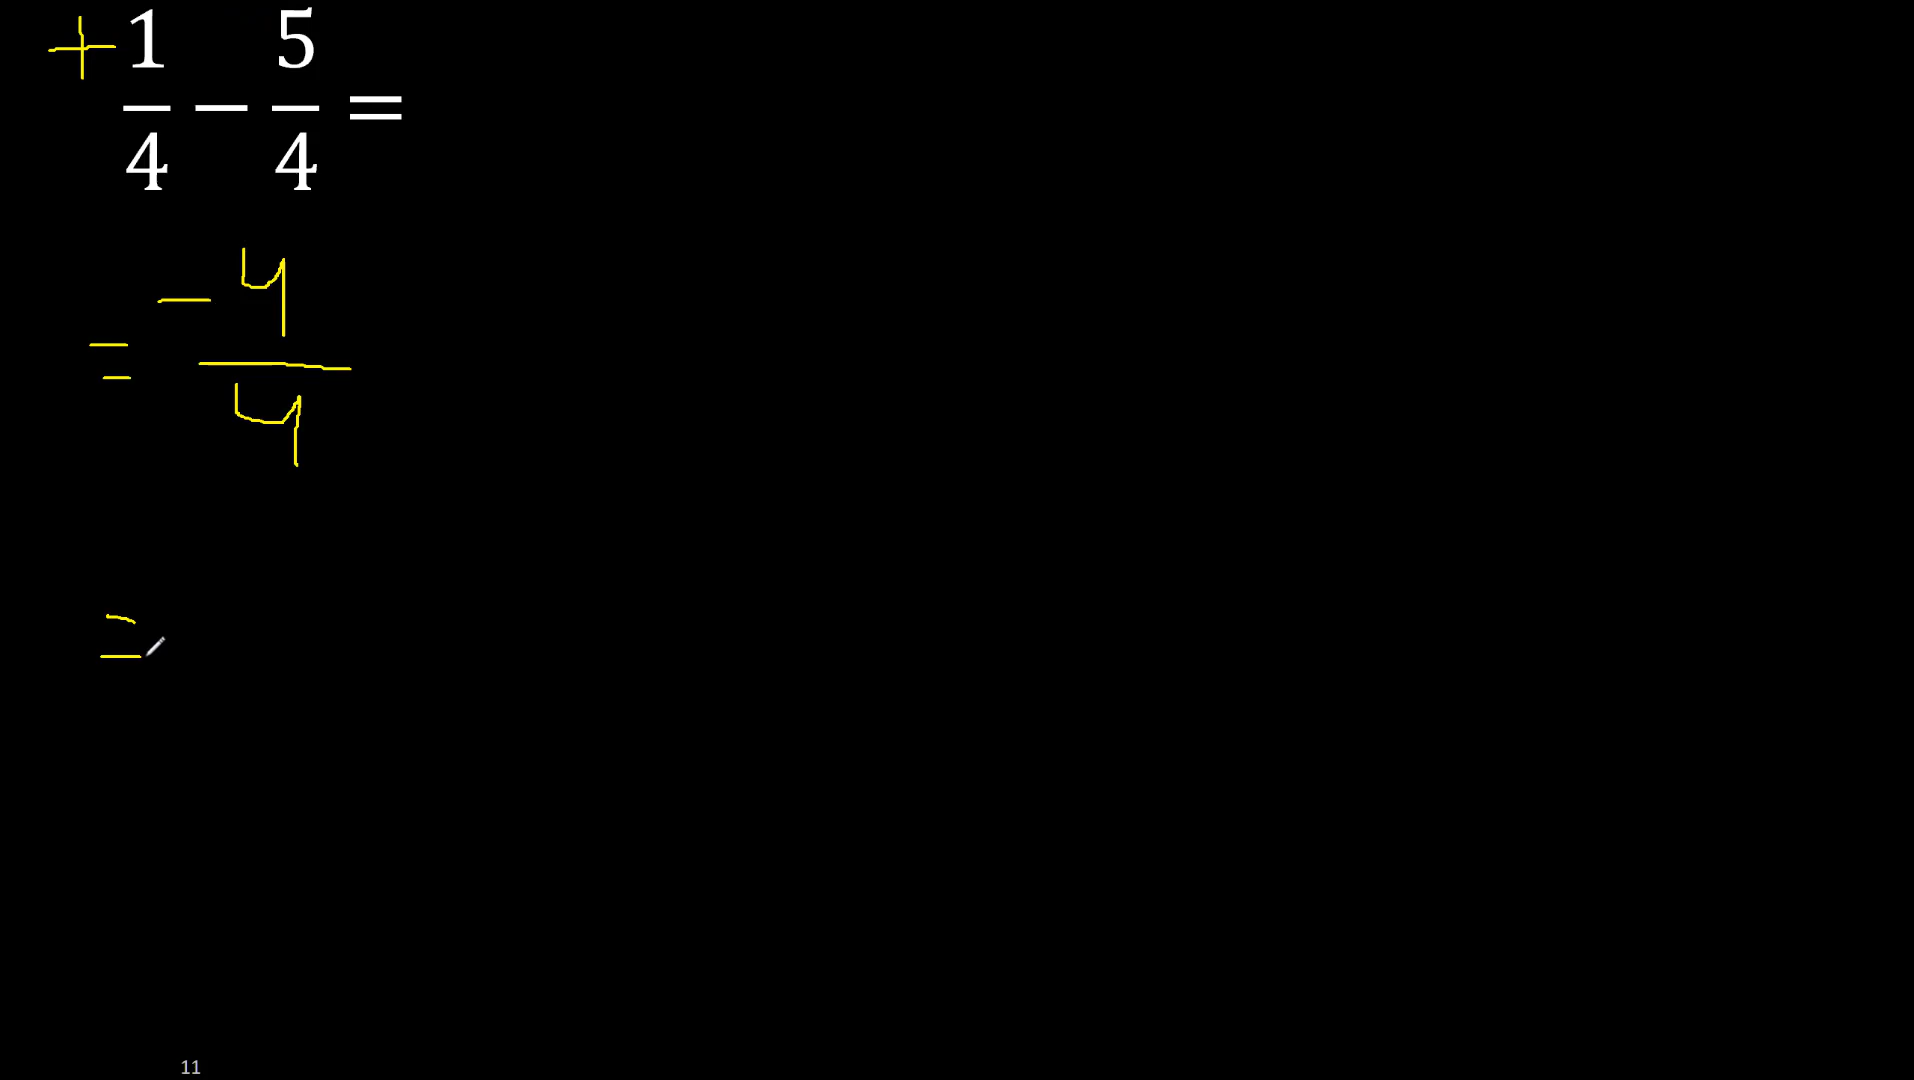 + 1/4 − 5/4 =
= −4/4
=
11